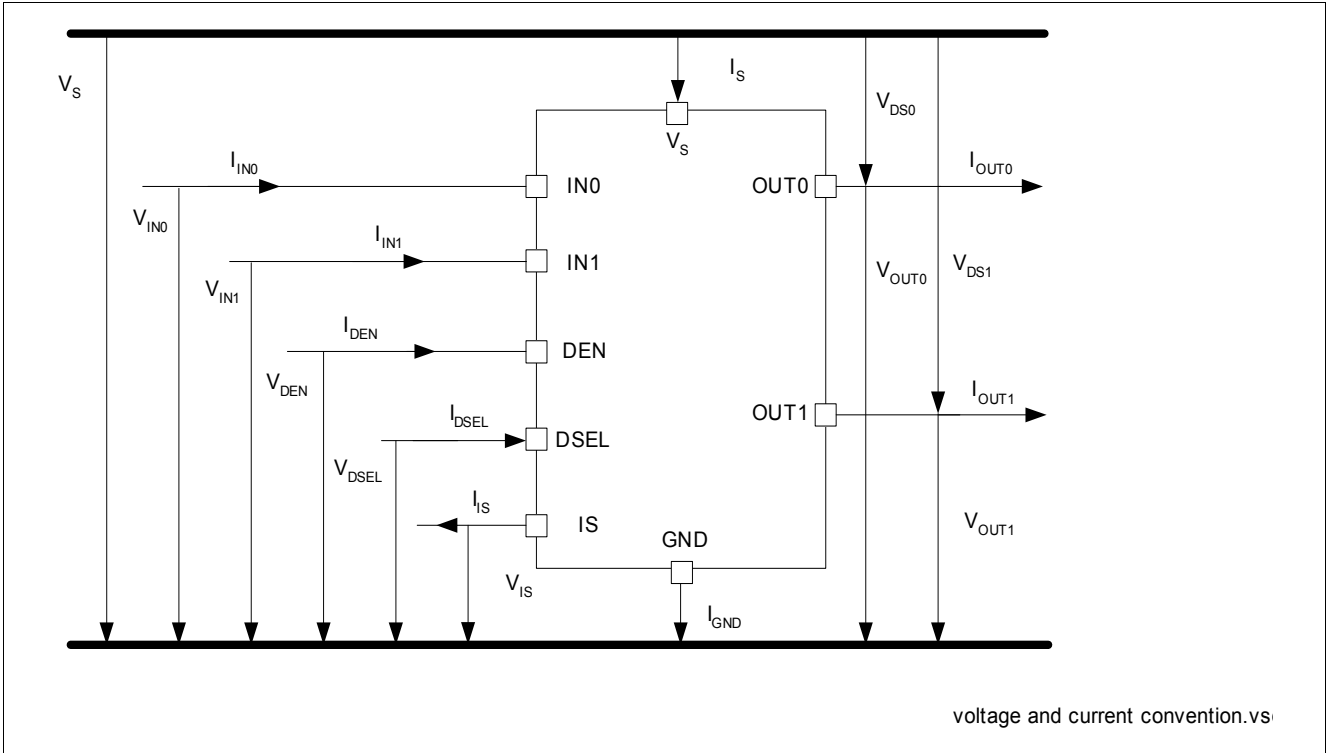 I_S
V_S
V_DS0
V_S
I_IN0
IN0
OUT0
I_OUT0
V_IN0
I_IN1
IN1
V_IN1
V_OUT0
V_DS1
I_DEN
DEN
V_DEN
I_DSEL
DSEL
OUT1
I_OUT1
V_DSEL
I_IS
IS
GND
V_OUT1
V_IS
I_GND
voltage and current convention.vs